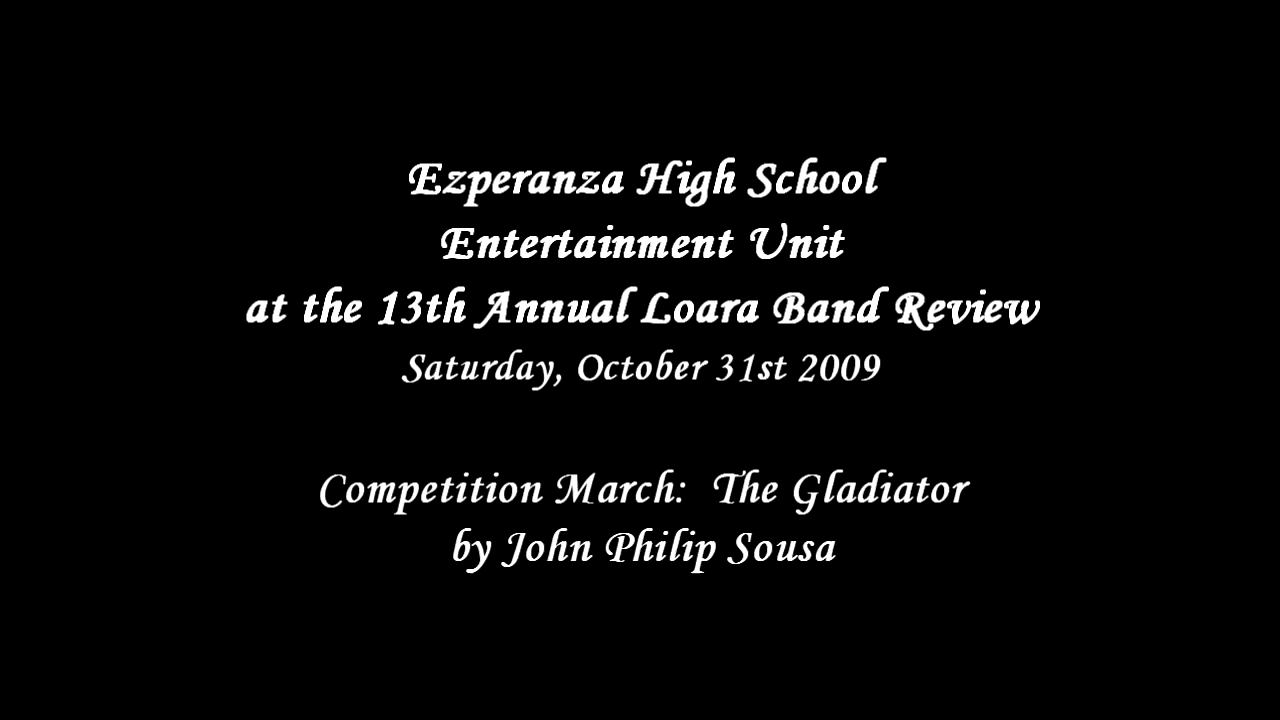 Ezperanza High School
Entertainment Unit
at the 13th Annual Loara Band Review
Saturday, October 31st 2009
Competition March:  The Gladiator
by John Philip Sousa